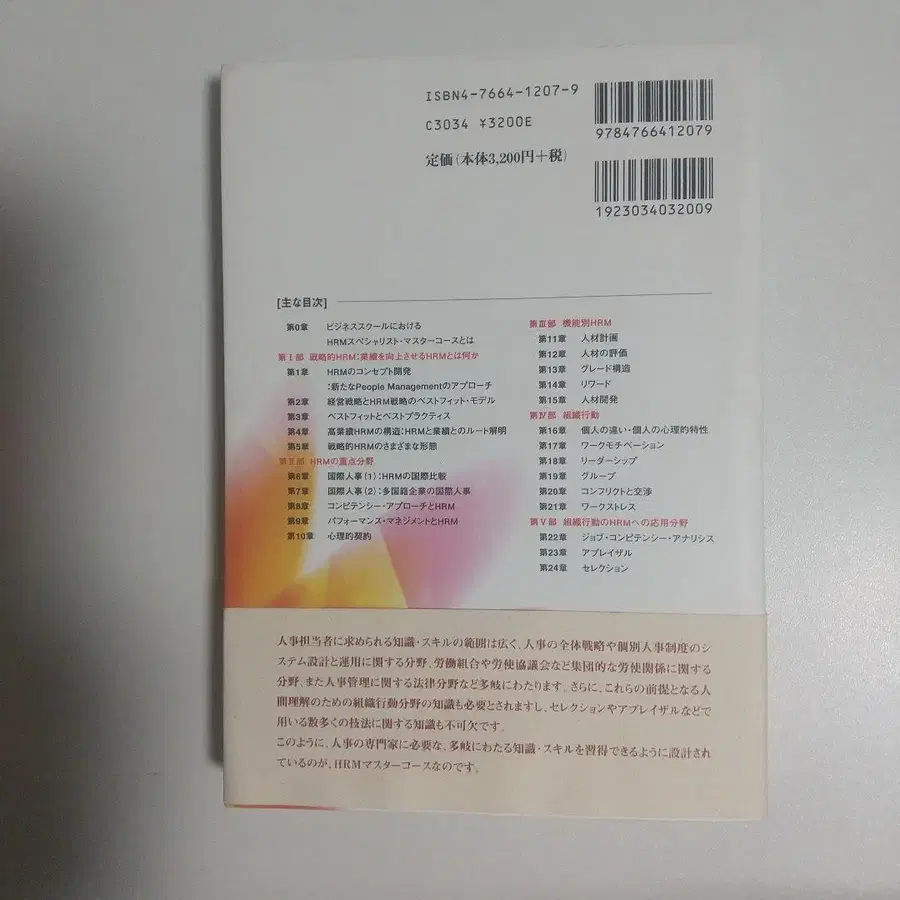 ISBN4-7664-1207-9
C3034 ¥3200E
定価(本体3,200円+税)
9784766412079
1923034032009
[主な目次]
第0章 ビジネススクールにおける
HRMスペシャリスト・マスターコースとは
第Ⅰ部 戦略的HRM:業績を向上させるHRMとは何か
第1章 HRMのコンセプト開発
:新たなPeople Managementのアプローチ
第2章 経営戦略とHRM戦略のベストフィット・モデル
第3章 ベストフィットとベストプラクティス
第4章 高業績HRMの構造:HRMと業績とのルート解明
第5章 戦略的HRMのさまざまな形態
第Ⅱ部 HRMの重点分野
第6章 国際人事(1):HRMの国際比較
第7章 国際人事(2):多国籍企業の国際人事
第8章 コンピテンシー・アプローチとHRM
第9章 パフォーマンス・マネジメントとHRM
第10章 心理的契約
第Ⅲ部 機能別HRM
第11章 人材計画
第12章 人材の評価
第13章 グレード構造
第14章 リワード
第15章 人材開発
第Ⅳ部 組織行動
第16章 個人の違い・個人の心理的特性
第17章 ワークモチベーション
第18章 リーダーシップ
第19章 グループ
第20章 コンフリクトと交渉
第21章 ワークストレス
第Ⅴ部 組織行動のHRMへの応用分野
第22章 ジョブ・コンピテンシー・アナリシス
第23章 アプレイザル
第24章 セレクション
人事担当者に求められる知識・スキルの範囲は広く、人事の全体戦略や個別人事制度のシ
ステム設計と運用に関する分野、労働組合や労使協議会など集団的な労使関係に関する
分野、また人事管理に関する法律分野など多岐にわたります。さらに、これらの前提となる人
間理解のための組織行動分野の知識も必要とされますし、セレクションやアプレイザルなどで
用いる数多くの技法に関する知識も不可欠です。
このように、人事の専門家に必要な、多岐にわたる知識・スキルを習得できるように設計され
ているのが、HRMマスターコースなのです。